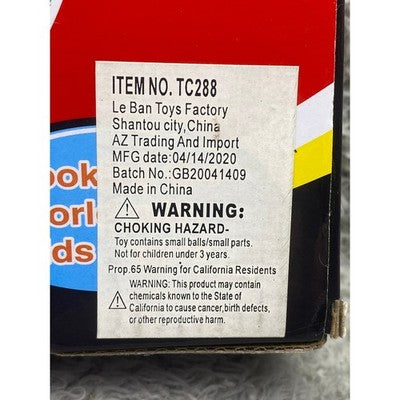 ITEM NO. TC288
Le Ban Toys Factory
Shantou city,China
AZ Trading And Import
MFG date:04/14/2020
Batch No.:GB20041409
Made in China
WARNING:
CHOKING HAZARD-
Toy contains small balls/small parts.
Not for children under 3 years.
Prop.65 Warning for California Residents
WARNING: This product may contain
chemicals known to the State of
California to cause cancer,birth defects,
or other reproductive harm.